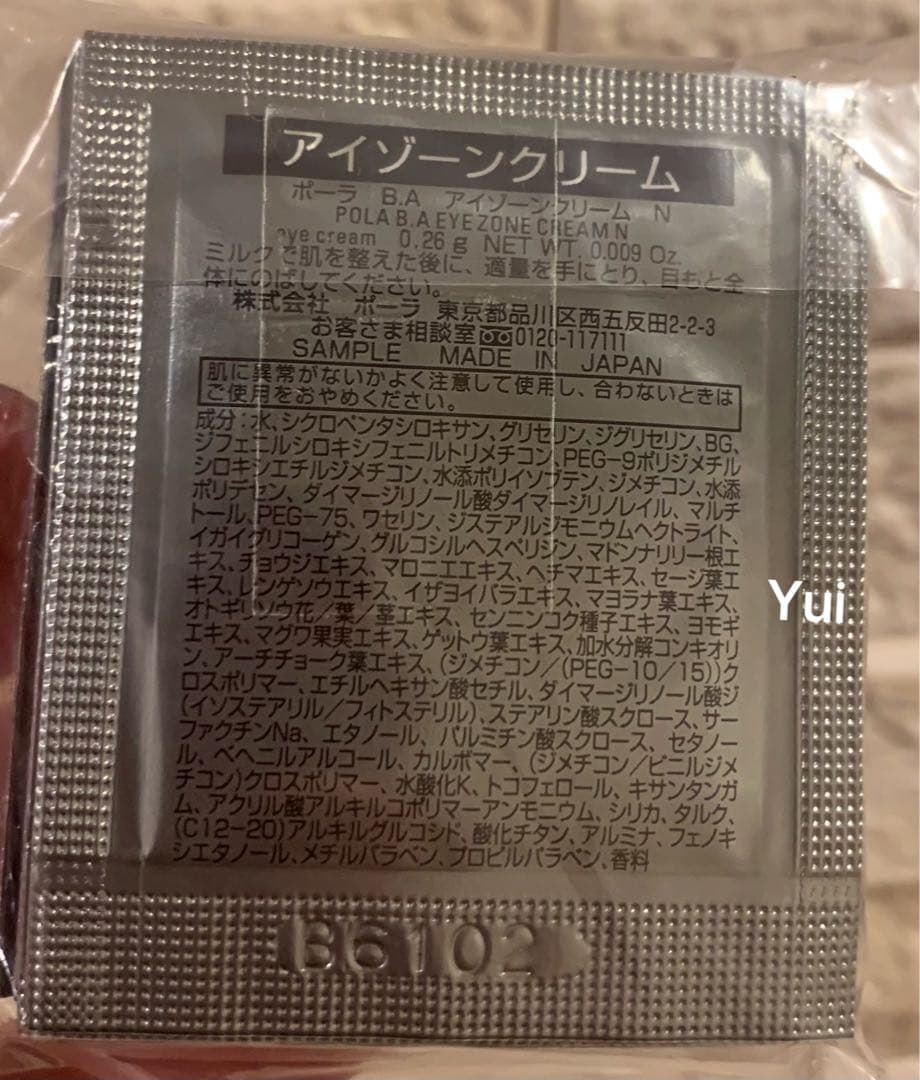 アイゾーンクリーム
ポーラ B.A アイゾーンクリーム N
POLA B.A EYE ZONE CREAM N
eye cream 0.26 g NET WT. 0.009 Oz.
ミルクで肌を整えた後に、適量を手にとり、目もと全
体にのばしてください。
株式会社 ポーラ 東京都品川区西五反田2-2-3
お客さま相談室 0120-117111
SAMPLE MADE IN JAPAN
肌に異常がないかよく注意して使用し、合わないときは
ご使用をおやめください。
成分：水、シクロペンタシロキサン、グリセリン、ジグリセリン、BG、
ジフェニルシロキシフェニルトリメチコン、PEG-9ポリジメチル
シロキシエチルジメチコン、水添ポリイソブテン、ジメチコン、水添
ポリデセン、ダイマージリノール酸ダイマージリノレイル、マルチ
トール、PEG-75、ワセリン、ジステアルジモニウムヘクトライト、
イガイグリコーゲン、グルコシルヘスペリジン、マドンナリリー根エ
キス、チョウジエキス、マロニエエキス、ヘチマエキス、セージ葉エ
キス、レンゲソウエキス、イザヨイバラエキス、マヨラナ葉エキス、
オトギリソウ花／葉／茎エキス、センニンコク種子エキス、ヨモギ
エキス、マグワ果実エキス、ゲットウ葉エキス、加水分解コンキオリ
ン、アーチチョーク葉エキス、(ジメチコン／(PEG-10/15))ク
ロスポリマー、エチルヘキサン酸セチル、ダイマージリノール酸ジ
(イソステアリル／フィトステリル)、ステアリン酸スクロース、サー
ファクチンNa、エタノール、パルミチン酸スクロース、セタノー
ル、ベヘニルアルコール、カルボマー、(ジメチコン／ビニルジメ
チコン)クロスポリマー、水酸化K、トコフェロール、キサンタンガ
ム、アクリル酸アルキルコポリマーアンモニウム、シリカ、タルク、
(C12-20)アルキルグルコシド、酸化チタン、アルミナ、フェノキ
シエタノール、メチルパラベン、プロピルパラベン、香料
Yui
B6102